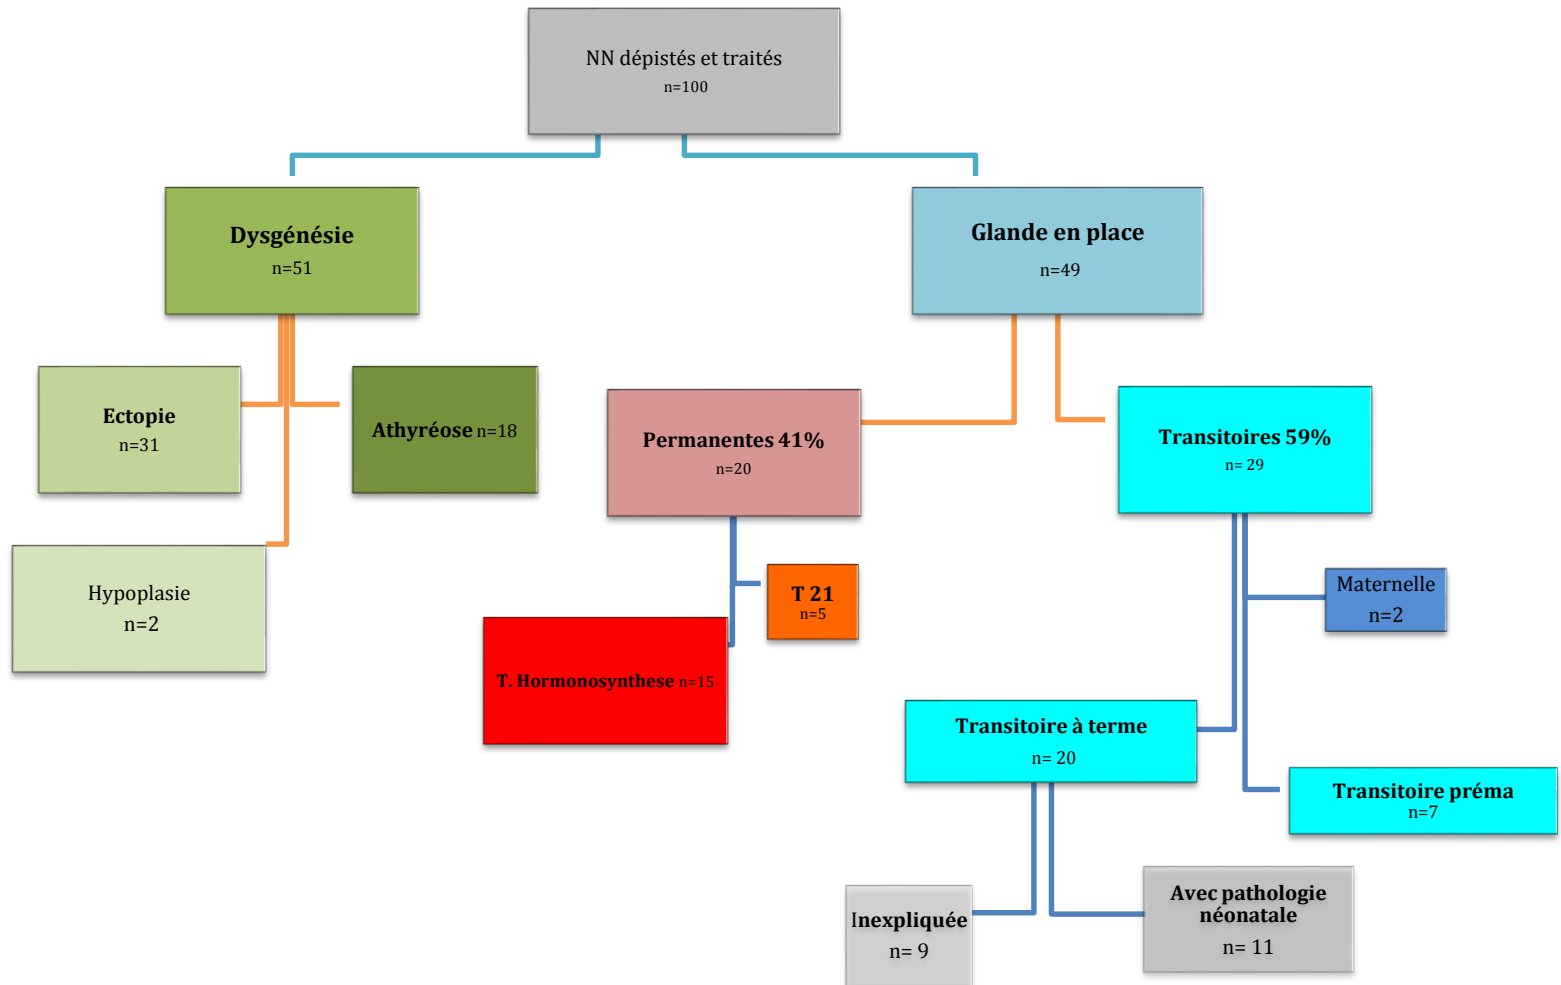 NN dépistés et traités
n=100
Dysgénésie
n=51
Glande en place
n=49
Ectopie
n=31
Athyréose n=18
Permanentes 41%
n=20
Transitoires 59%
n= 29
Hypoplasie
n=2
T 21
n=5
Maternelle
n=2
T. Hormonosynthese n=15
Transitoire à terme
n= 20
Transitoire préma
n=7
Inexpliquée
n= 9
Avec pathologie
néonatale
n= 11